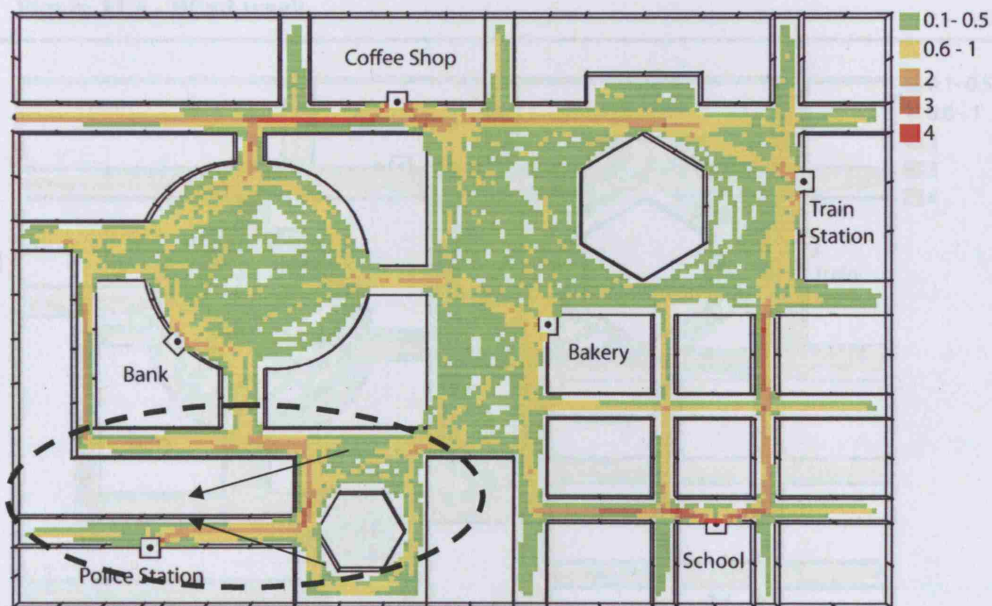 Coffee Shop
0.1- 0.5
0.6 - 1
2
3
4
Train
Station
Bakery
Bank
Police Station
School